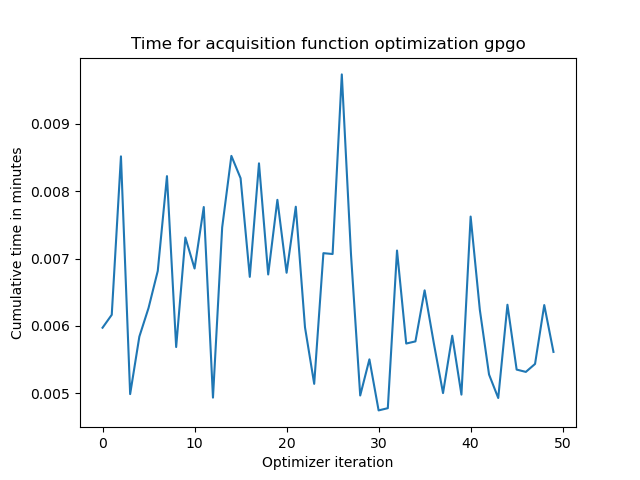 Time for acquisition function optimization gpgo
Cumulative time in minutes
0.009
0.008
0.007
0.006
0.005
0 10 20 30 40 50
Optimizer iteration